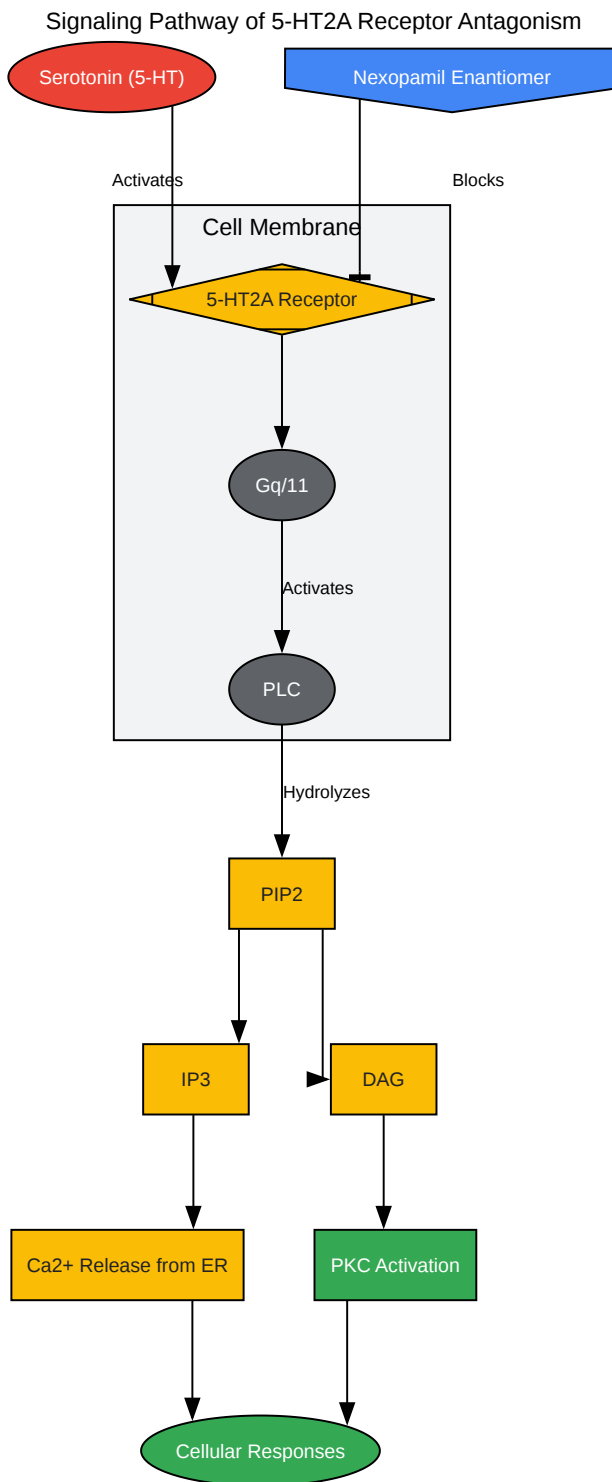 Signaling Pathway of 5-HT2A Receptor Antagonism
Serotonin (5-HT)
Nexopamil Enantiomer
Activates
Blocks
Cell Membrane
5-HT2A Receptor
Gq/11
Activates
PLC
Hydrolyzes
PIP2
IP3
DAG
Ca2+ Release from ER
PKC Activation
Cellular Responses